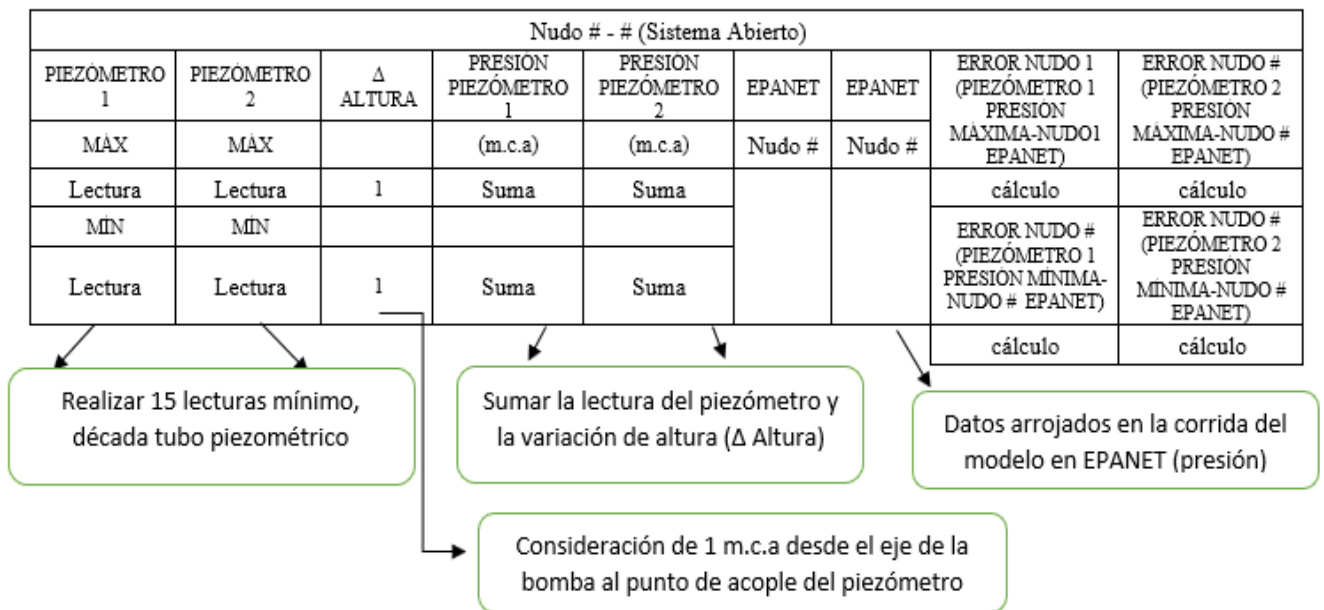 Nudo # - # (Sistema Abierto)
PIEZÓMETRO
1
PIEZÓMETRO
2
Δ
ALTURA
PRESIÓN
PIEZÓMETRO
1
PRESIÓN
PIEZÓMETRO
2
EPANET
EPANET
ERROR NUDO 1
(PIEZÓMETRO 1
PRESIÓN
MÁXIMA-NUDO1
EPANET)
ERROR NUDO #
(PIEZÓMETRO 2
PRESIÓN
MÁXIMA-NUDO #
EPANET)
MÁX
MÁX
(m.c.a)
(m.c.a)
Nudo #
Nudo #
Lectura
Lectura
1
Suma
Suma
cálculo
cálculo
MÍN
MÍN
ERROR NUDO #
(PIEZÓMETRO 1
PRESIÓN MÍNIMA-
NUDO # EPANET)
ERROR NUDO #
(PIEZÓMETRO 2
PRESIÓN
MÍNIMA-NUDO #
EPANET)
Lectura
Lectura
1
Suma
Suma
cálculo
cálculo
Realizar 15 lecturas mínimo,
década tubo piezométrico
Sumar la lectura del piezómetro y
la variación de altura (Δ Altura)
Datos arrojados en la corrida del
modelo en EPANET (presión)
Consideración de 1 m.c.a desde el eje de la
bomba al punto de acople del piezómetro